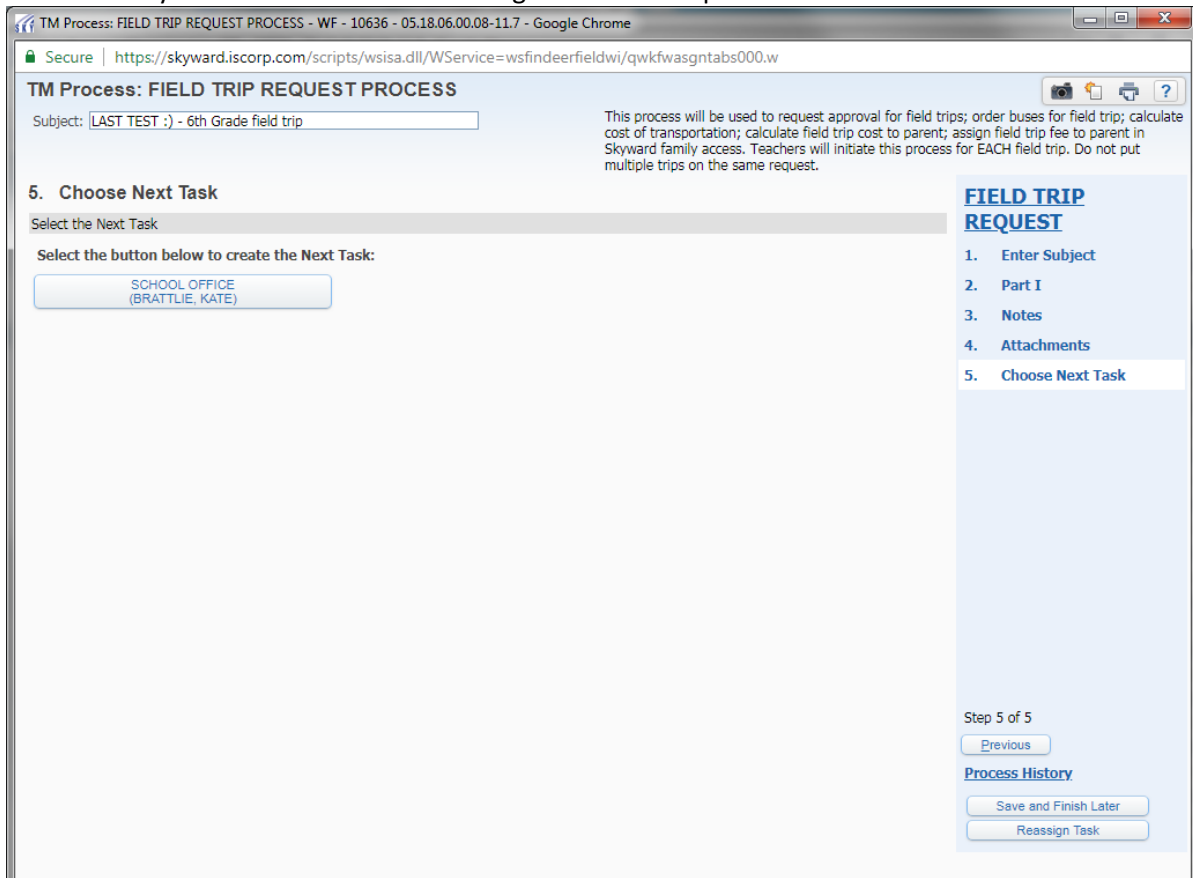 TM Process: FIELD TRIP REQUEST PROCESS - WF - 10636 - 05.18.06.00.08-11.7 - Google Chrome
Secure | https://skyward.iscorp.com/scripts/wsisa.dll/WService=wsfindeerfieldwi/qwkfwasgntabs000.w
TM Process: FIELD TRIP REQUEST PROCESS
?
Subject: LAST TEST :) - 6th Grade field trip
This process will be used to request approval for field trips; order buses for field trip; calculate
cost of transportation; calculate field trip cost to parent; assign field trip fee to parent in
Skyward family access. Teachers will initiate this process for EACH field trip. Do not put
multiple trips on the same request.
5. Choose Next Task
Select the Next Task
Select the button below to create the Next Task:
SCHOOL OFFICE
(BRATTLIE, KATE)
FIELD TRIP
REQUEST
1. Enter Subject
2. Part I
3. Notes
4. Attachments
5. Choose Next Task
Step 5 of 5
Previous
Process History
Save and Finish Later
Reassign Task